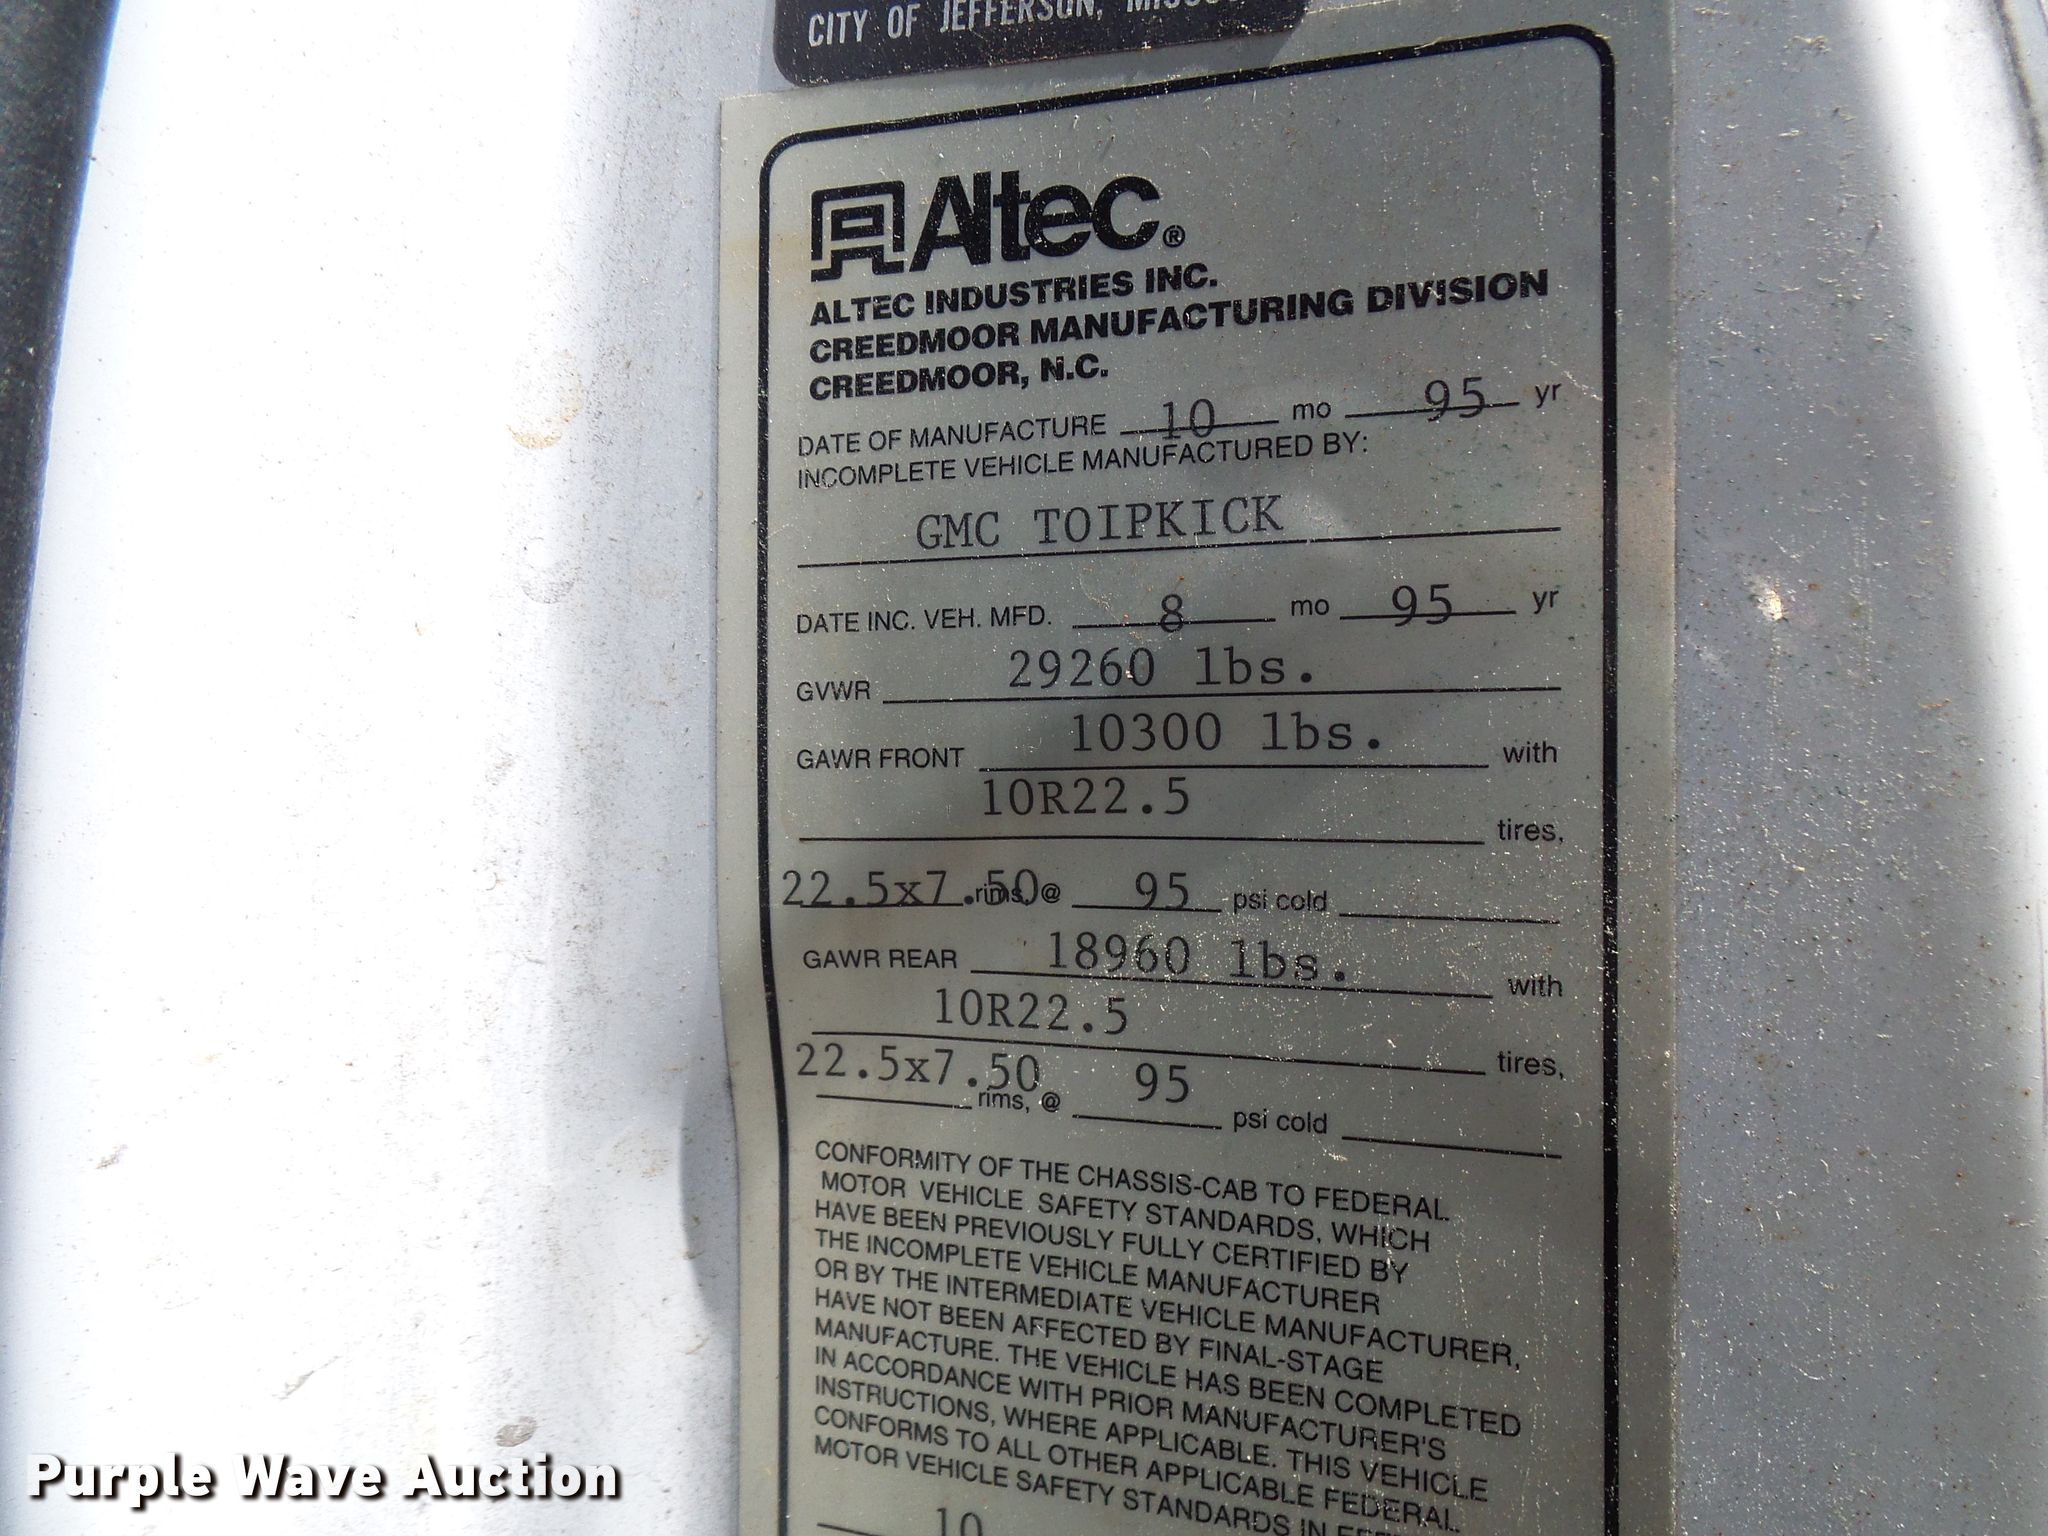 CITY OF JEFFERSON,
Altec®
ALTEC INDUSTRIES INC.
CREEDMOOR MANUFACTURING DIVISION
CREEDMOOR, N.C.
DATE OF MANUFACTURE 10 mo 95 yr
INCOMPLETE VEHICLE MANUFACTURED BY:
GMC TOIPKICK
DATE INC. VEH. MFD. 8 mo 95 yr
GVWR 29260 lbs.
GAWR FRONT 10300 lbs. with
10R22.5 tires,
22.5x7.50 rims, @ 95 psi cold
GAWR REAR 18960 lbs. with
10R22.5 tires,
22.5x7.50 rims, @ 95 psi cold
CONFORMITY OF THE CHASSIS-CAB TO FEDERAL
MOTOR VEHICLE SAFETY STANDARDS, WHICH
HAVE BEEN PREVIOUSLY FULLY CERTIFIED BY
THE INCOMPLETE VEHICLE MANUFACTURER
OR BY THE INTERMEDIATE VEHICLE MANUFACTURER,
HAVE NOT BEEN AFFECTED BY FINAL-STAGE
MANUFACTURE. THE VEHICLE HAS BEEN COMPLETED
IN ACCORDANCE WITH PRIOR MANUFACTURER'S
INSTRUCTIONS, WHERE APPLICABLE. THIS VEHICLE
CONFORMS TO ALL OTHER APPLICABLE FEDERAL
MOTOR VEHICLE SAFETY STANDARDS IN
10
Purple Wave Auction